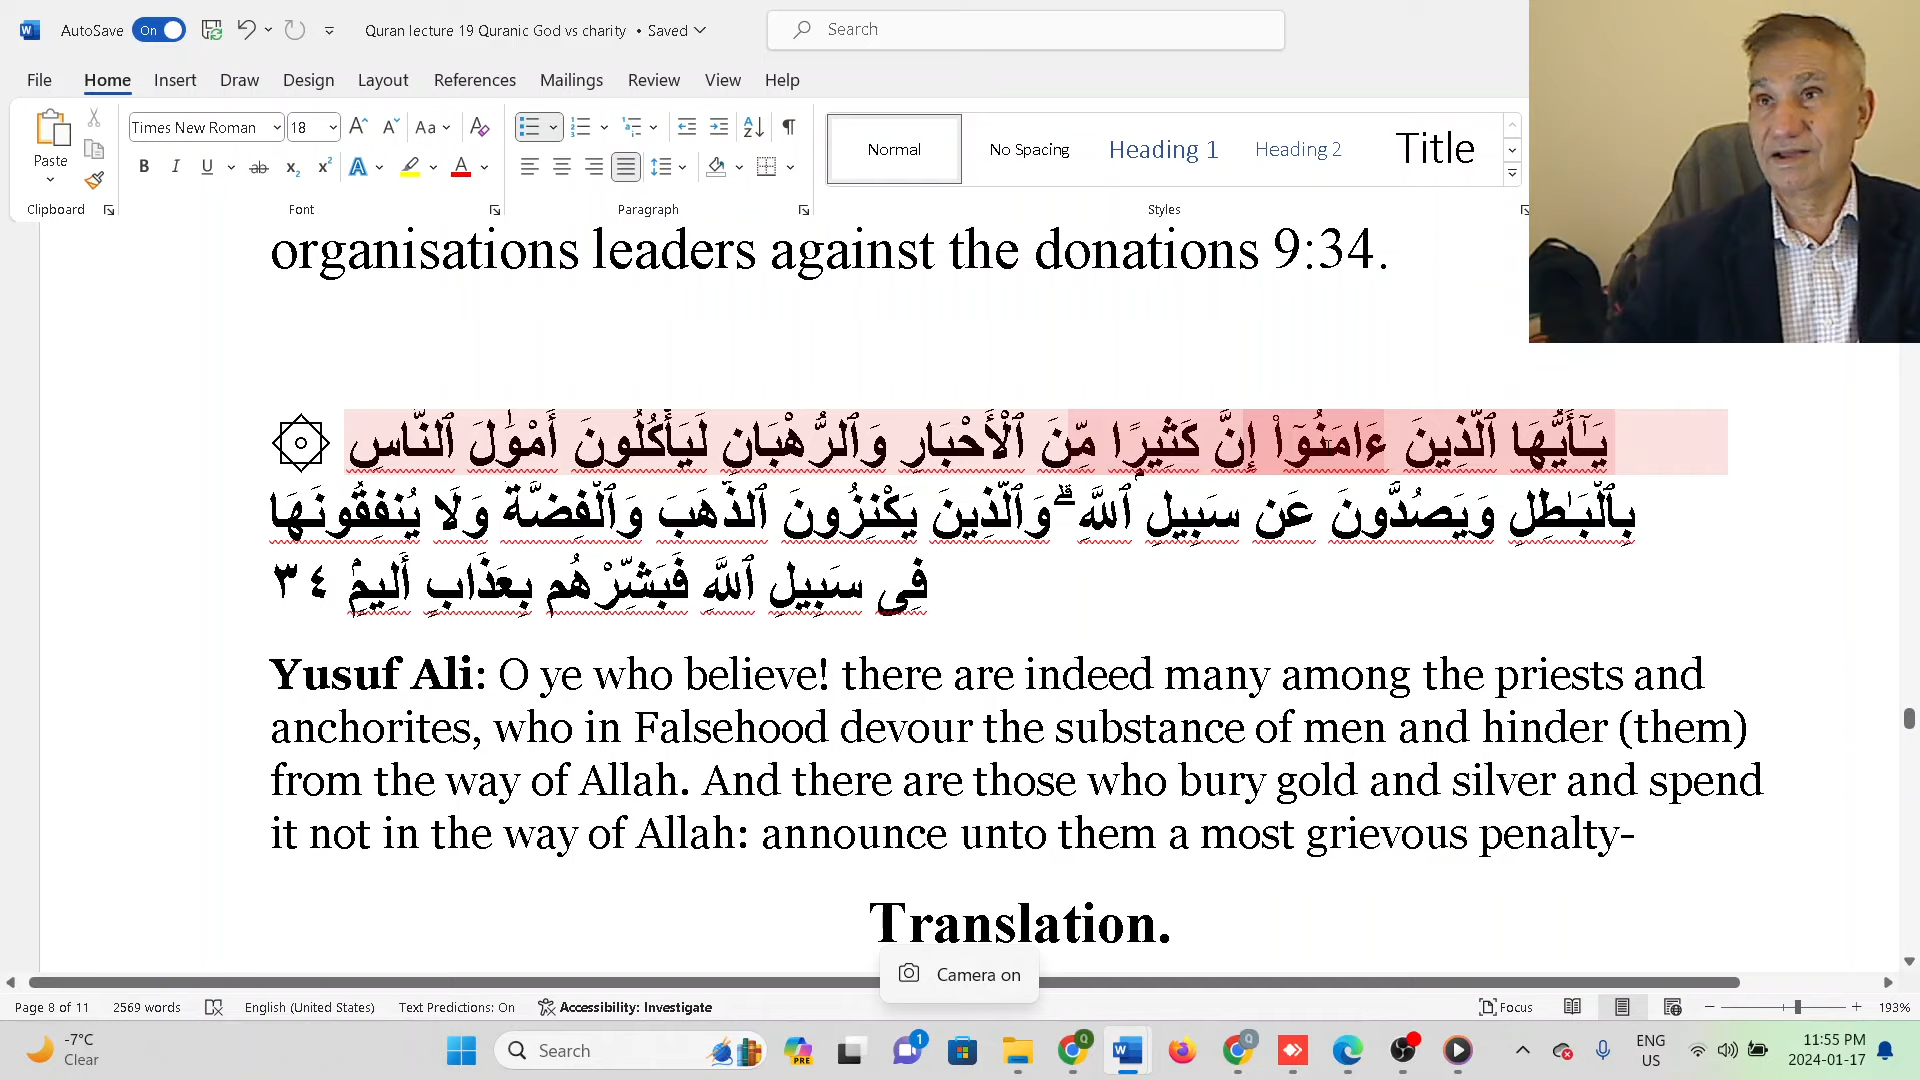 AutoSave On Quran lecture 19 Quranic God vs charity • Saved Search
File Home Insert Draw Design Layout References Mailings Review View Help
Times New Roman 18 Aa
Paste B I U ab x₂ x² A A
Normal No Spacing Heading 1 Heading 2 Title
Clipboard Font Paragraph Styles
organisations leaders against the donations 9:34.
۞ يَـٰٓأَيُّهَا ٱلَّذِينَ ءَامَنُوٓا۟ إِنَّ كَثِيرًا مِّنَ ٱلْأَحْبَارِ وَٱلرُّهْبَانِ لَيَأْكُلُونَ أَمْوَٰلَ ٱلنَّاسِ
بِٱلْبَـٰطِلِ وَيَصُدُّونَ عَن سَبِيلِ ٱللَّهِ ۗ وَٱلَّذِينَ يَكْنِزُونَ ٱلذَّهَبَ وَٱلْفِضَّةَ وَلَا يُنفِقُونَهَا
فِى سَبِيلِ ٱللَّهِ فَبَشِّرْهُم بِعَذَابٍ أَلِيمٍ ٣٤
Yusuf Ali: O ye who believe! there are indeed many among the priests and
anchorites, who in Falsehood devour the substance of men and hinder (them)
from the way of Allah. And there are those who bury gold and silver and spend
it not in the way of Allah: announce unto them a most grievous penalty-
Translation.
Camera on
Page 8 of 11 2569 words English (United States) Text Predictions: On Accessibility: Investigate Focus 193%
-7°C
Clear
Search
PRE
1
ENG
US
11:55 PM
2024-01-17